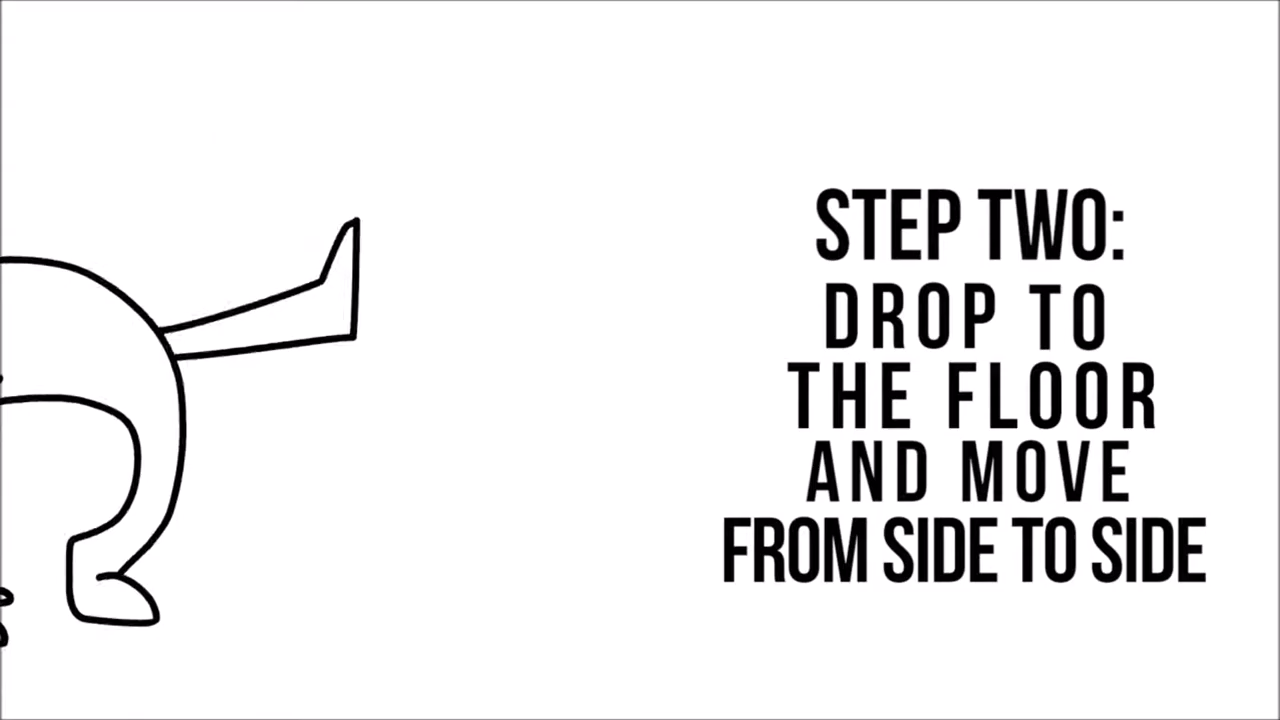 STEP TWO:
DROP TO
THE FLOOR
AND MOVE
FROM SIDE TO SIDE